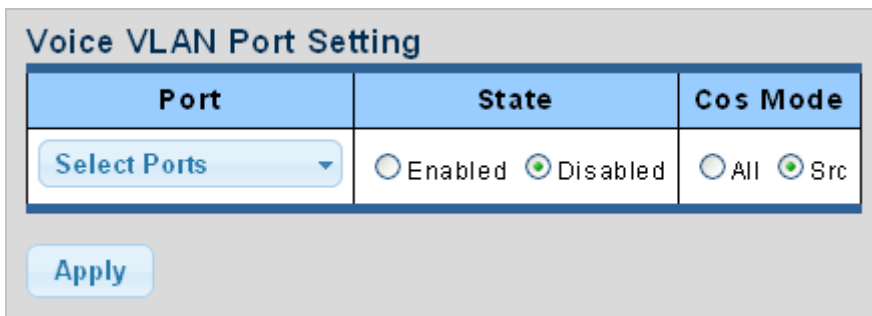 Voice VLAN Port Setting
Port State Cos Mode
Select Ports Enabled Disabled All Src
Apply